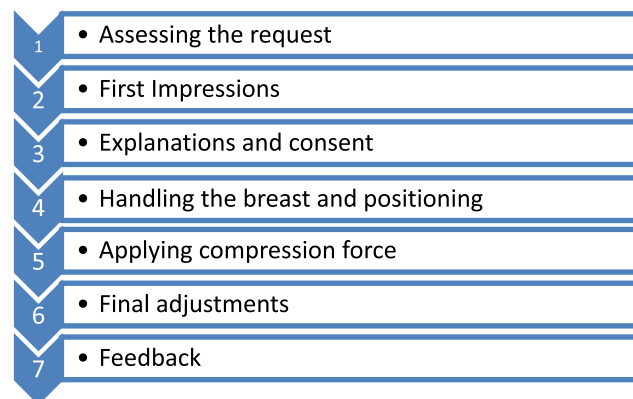 1 • Assessing the request
2 • First Impressions
3 • Explanations and consent
4 • Handling the breast and positioning
5 • Applying compression force
6 • Final adjustments
7 • Feedback